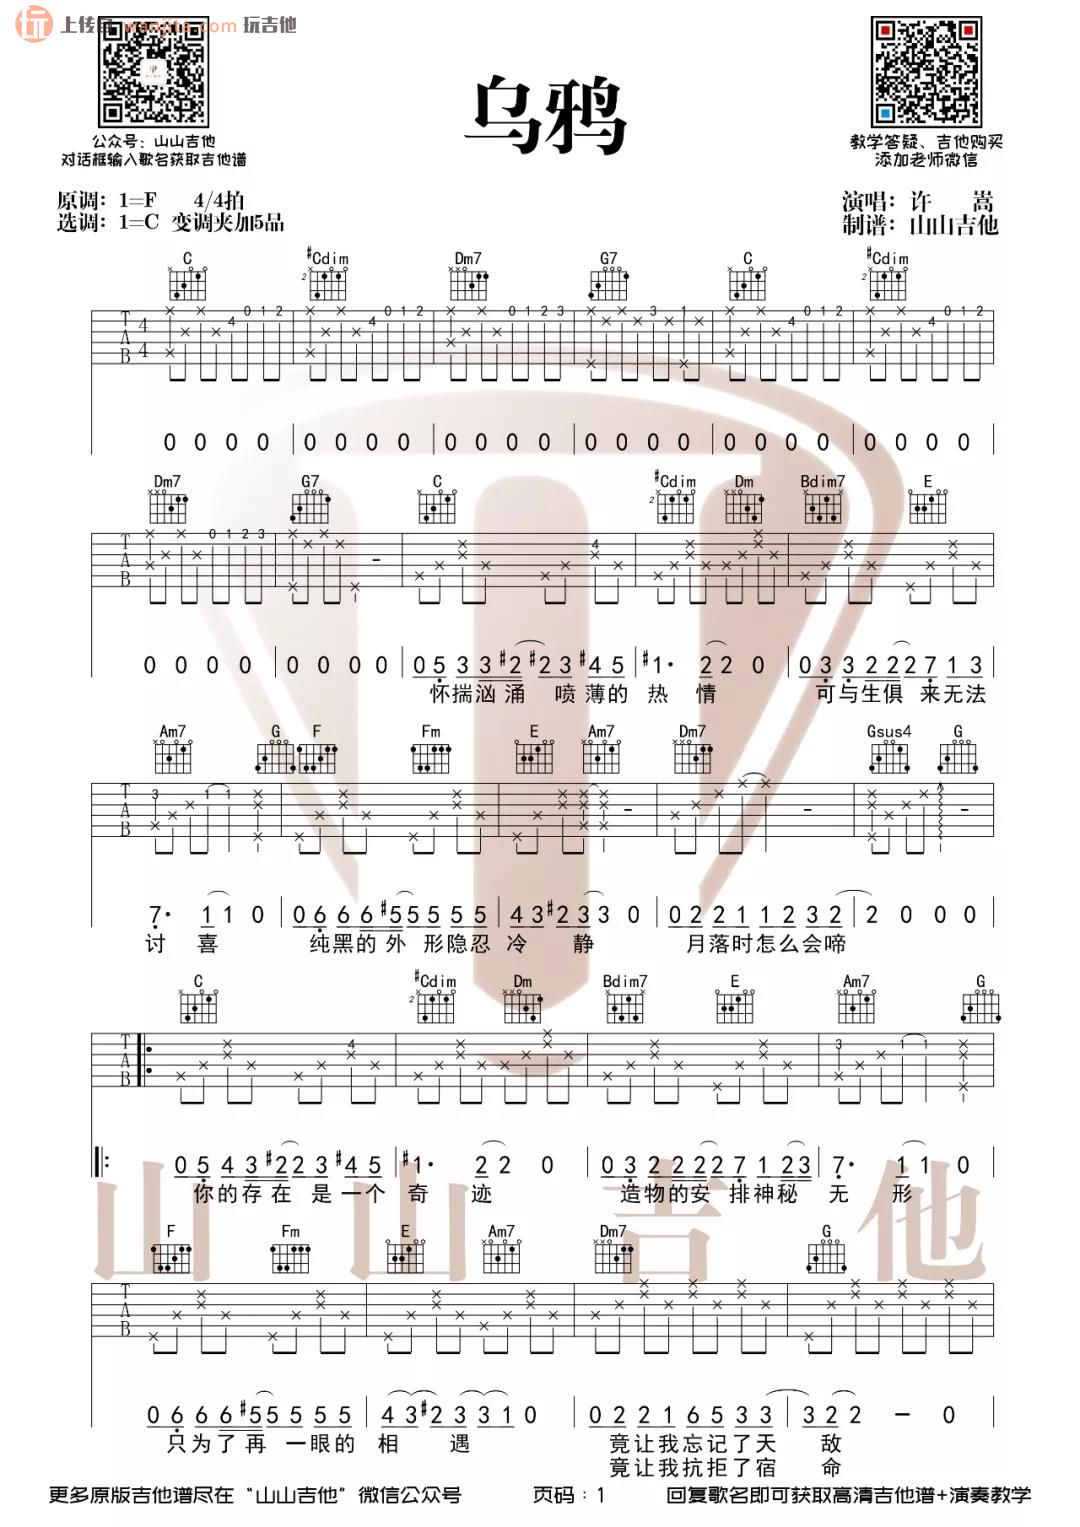 玩 上传自 wanjita.com 玩吉他
公众号：山山吉他
对话框输入歌名获取吉他谱
乌鸦
教学答疑、吉他购买
添加老师微信
原调：1=F 4/4拍
选调：1=C 变调夹加5品
演唱：许 嵩
制谱：山山吉他
C #Cdim Dm7 G7 C #Cdim
0 0 0 0 | 0 0 0 0 | 0 0 0 0 | 0 0 0 0 | 0 0 0 0 | 0 0 0 0
Dm7 G7 C #Cdim Dm Bdim7 E
0 0 0 0 | 0 0 0 0 | 0 5 3 3 #2 #2 3 #4 5 | #1· 2 2 0 | 0 3 3 2 2 2 7 1 3
怀揣汹涌 喷薄的 热 情 可与生俱 来无法
Am7 G F Fm E Am7 Dm7 Gsus4 G
7· 1 1 0 | 0 6 6 6 #5 5 5 5 5 | 4 3 #2 3 3 0 | 0 2 2 1 1 2 3 2 | 2 0 0 0
讨 喜 纯黑的外 形隐忍 冷 静 月落时怎么会啼
C #Cdim Dm Bdim7 E Am7 G
0 5 4 3 #2 2 3 #4 5 | #1· 2 2 0 | 0 3 2 2 2 2 7 1 2 3 | 7· 1 1 0
你的存在 是一个 奇 迹 造物的安 排神秘 无 形
山山吉他
F Fm E Am7 Dm7 G
0 6 6 6 #5 5 5 5 5 | 4 3 #2 3 3 1 0 | 0 2 2 1 6 5 3 3 | 3 2 2 — 0
只为了再 一眼的 相 遇 竟让我忘记了天 敌
竟让我抗拒了宿 命
更多原版吉他谱尽在“山山吉他”微信公众号 页码：1 回复歌名即可获取高清吉他谱+演奏教学